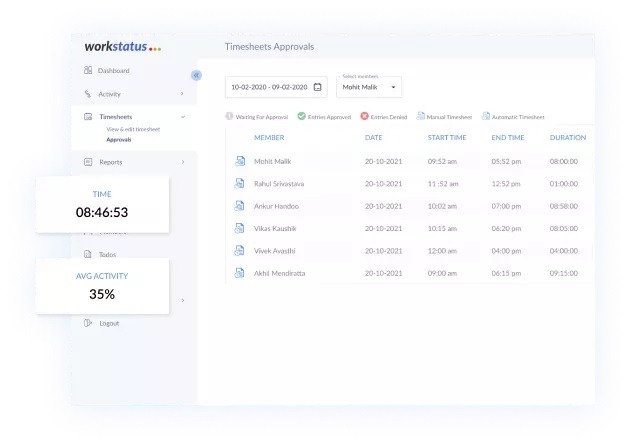 workstatus
Timesheets Approvals
Dashboard
Activity
Timesheets
View & edit timesheet
Approvals
Reports
TIME
08:46:53
Todos
AVG ACTIVITY
35%
Logout
10-02-2020 - 09-02-2020
Select members
Mohit Malik
Waiting For Approval Entries Approved Entries Denied Manual Timesheet Automatic Timesheet
MEMBER DATE START TIME END TIME DURATION
Mohit Malik 20-10-2021 09:52 am 05:52 pm 08:00:00
Rahul Srivastava 20-10-2021 11 :52 am 12:52 pm 01:00:00
Ankur Handoo 20-10-2021 10:02 am 07:00 pm 08:58:00
Vikas Kaushik 20-10-2021 10.15 am 06:20 pm 08:05:00
Vivek Avasthi 20-10-2021 12:00 am 04:00 pm 04:00:00
Akhil Mendiratta 20-10-2021 09:00 am 06:15 pm 09:15:00